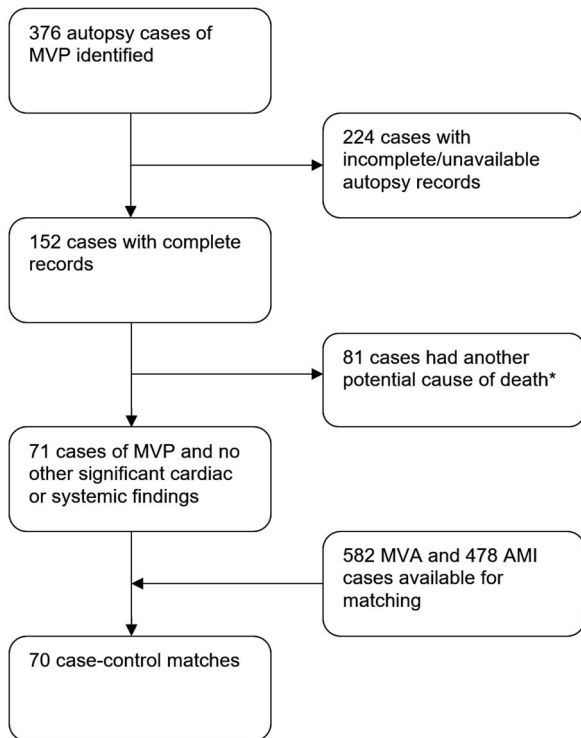 376 autopsy cases of
MVP identified
224 cases with
incomplete/unavailable
autopsy records
152 cases with complete
records
81 cases had another
potential cause of death*
71 cases of MVP and no
other significant cardiac
or systemic findings
582 MVA and 478 AMI
cases available for
matching
70 case-control matches